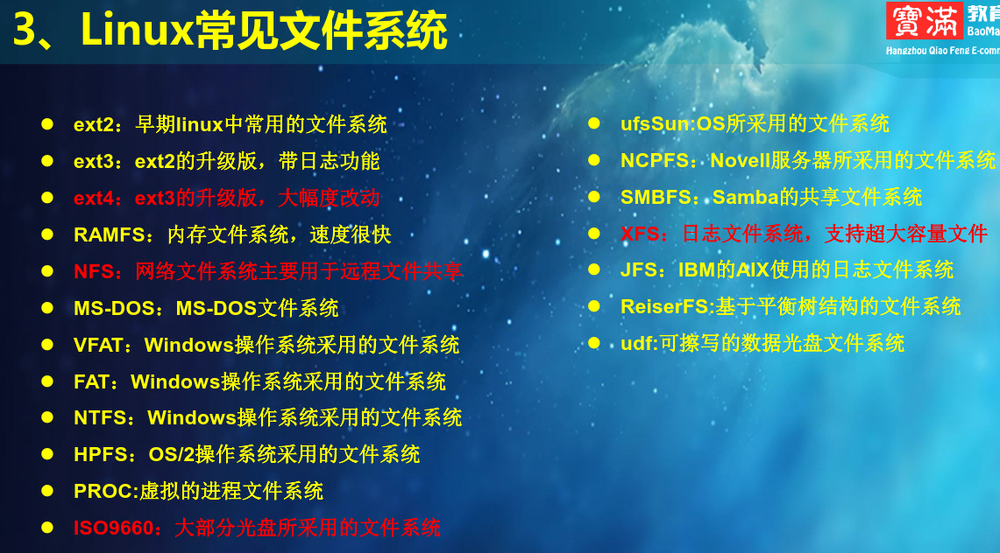 3、Linux常见文件系统
寶滿
教育
BaoMa
Hangzhou Qiao Feng E-comm
ext2：早期linux中常用的文件系统
ext3：ext2的升级版，带日志功能
ext4：ext3的升级版，大幅度改动
RAMFS：内存文件系统，速度很快
NFS：网络文件系统主要用于远程文件共享
MS-DOS：MS-DOS文件系统
VFAT：Windows操作系统采用的文件系统
FAT：Windows操作系统采用的文件系统
NTFS：Windows操作系统采用的文件系统
HPFS：OS/2操作系统采用的文件系统
PROC:虚拟的进程文件系统
ISO9660：大部分光盘所采用的文件系统
ufsSun:OS所采用的文件系统
NCPFS：Novell服务器所采用的文件系统
SMBFS：Samba的共享文件系统
XFS：日志文件系统，支持超大容量文件
JFS：IBM的AIX使用的日志文件系统
ReiserFS:基于平衡树结构的文件系统
udf:可擦写的数据光盘文件系统